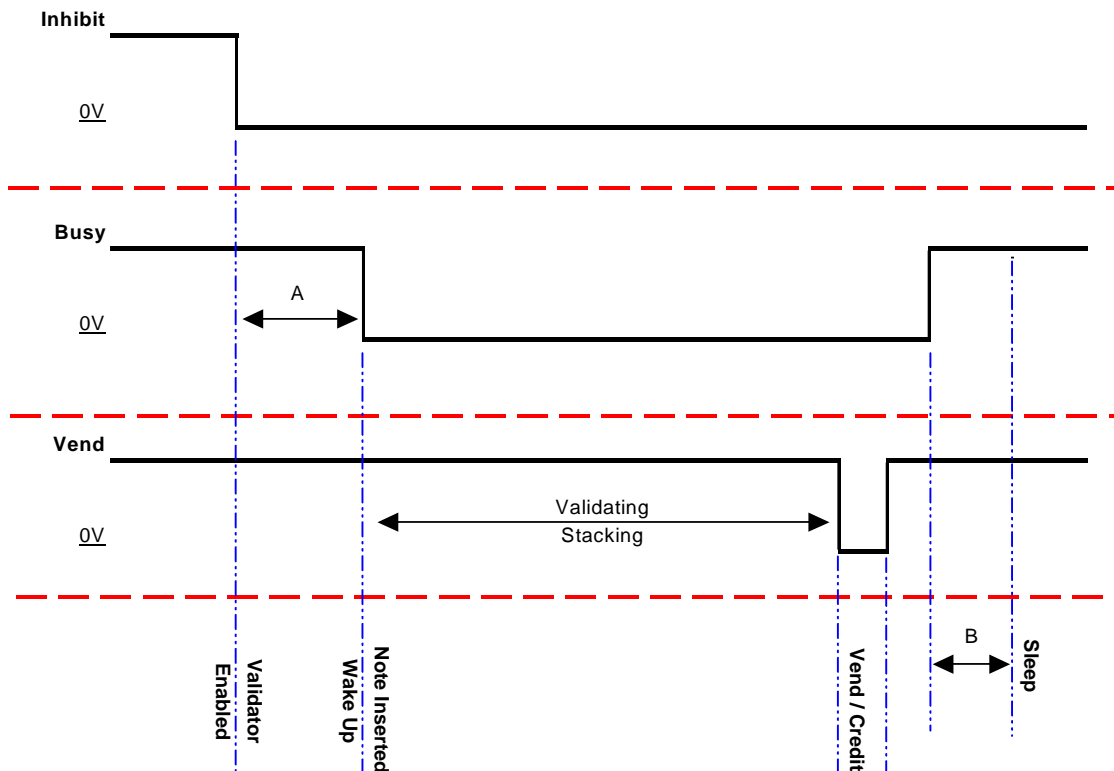 Inhibit
0V
Busy
A
0V
Vend
Validating
Stacking
0V
Validator
Enabled
Note Inserted
Wake Up
Vend / Credit
B
Sleep